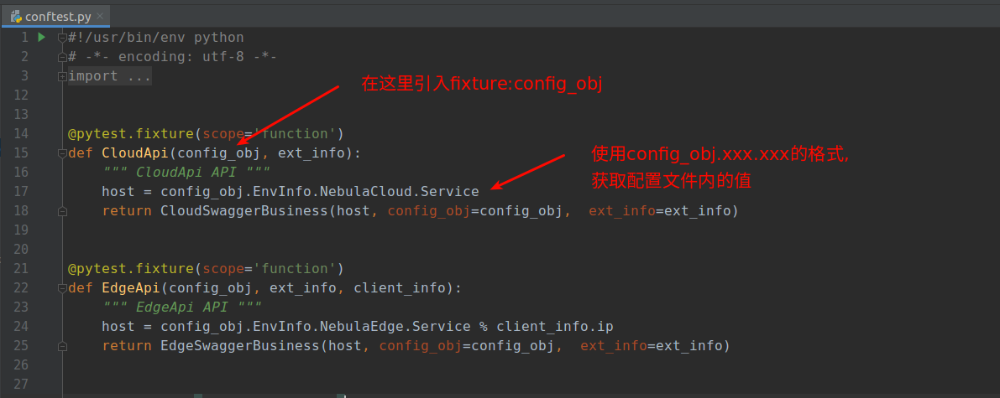 conftest.py
1 #!/usr/bin/env python
2 # -*- encoding: utf-8 -*-
3 import ...
12
在这里引入fixture:config_obj
13
14 @pytest.fixture(scope='function')
15 def CloudApi(config_obj, ext_info):
使用config_obj.xxx.xxx的格式,
16 """ CloudApi API """
获取配置文件内的值
17 host = config_obj.EnvInfo.NebulaCloud.Service
18 return CloudSwaggerBusiness(host, config_obj=config_obj, ext_info=ext_info)
19
20
21 @pytest.fixture(scope='function')
22 def EdgeApi(config_obj, ext_info, client_info):
23 """ EdgeApi API """
24 host = config_obj.EnvInfo.NebulaEdge.Service % client_info.ip
25 return EdgeSwaggerBusiness(host, config_obj=config_obj, ext_info=ext_info)
26
27